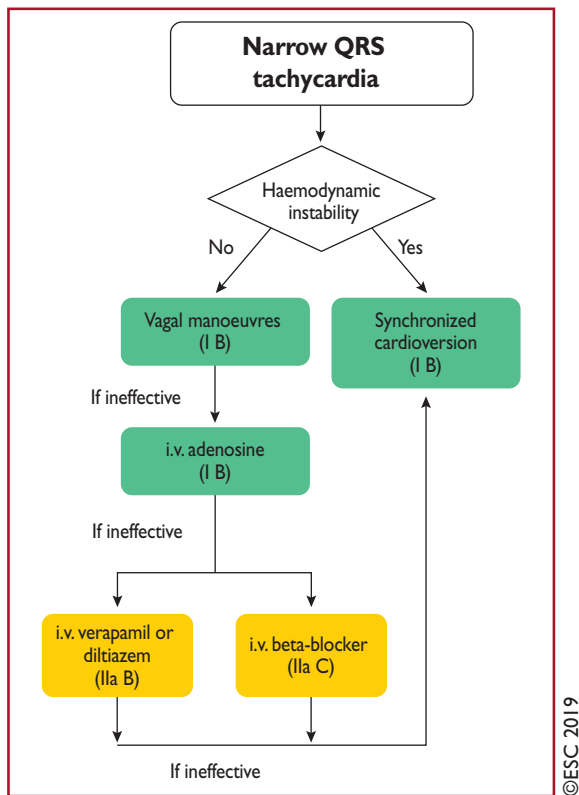 Narrow QRS
tachycardia
Haemodynamic
instability
No
Yes
Vagal manoeuvres
(I B)
Synchronized
cardioversion
(I B)
If ineffective
i.v. adenosine
(I B)
If ineffective
i.v. verapamil or
diltiazem
(IIa B)
i.v. beta-blocker
(IIa C)
If ineffective
©ESC 2019